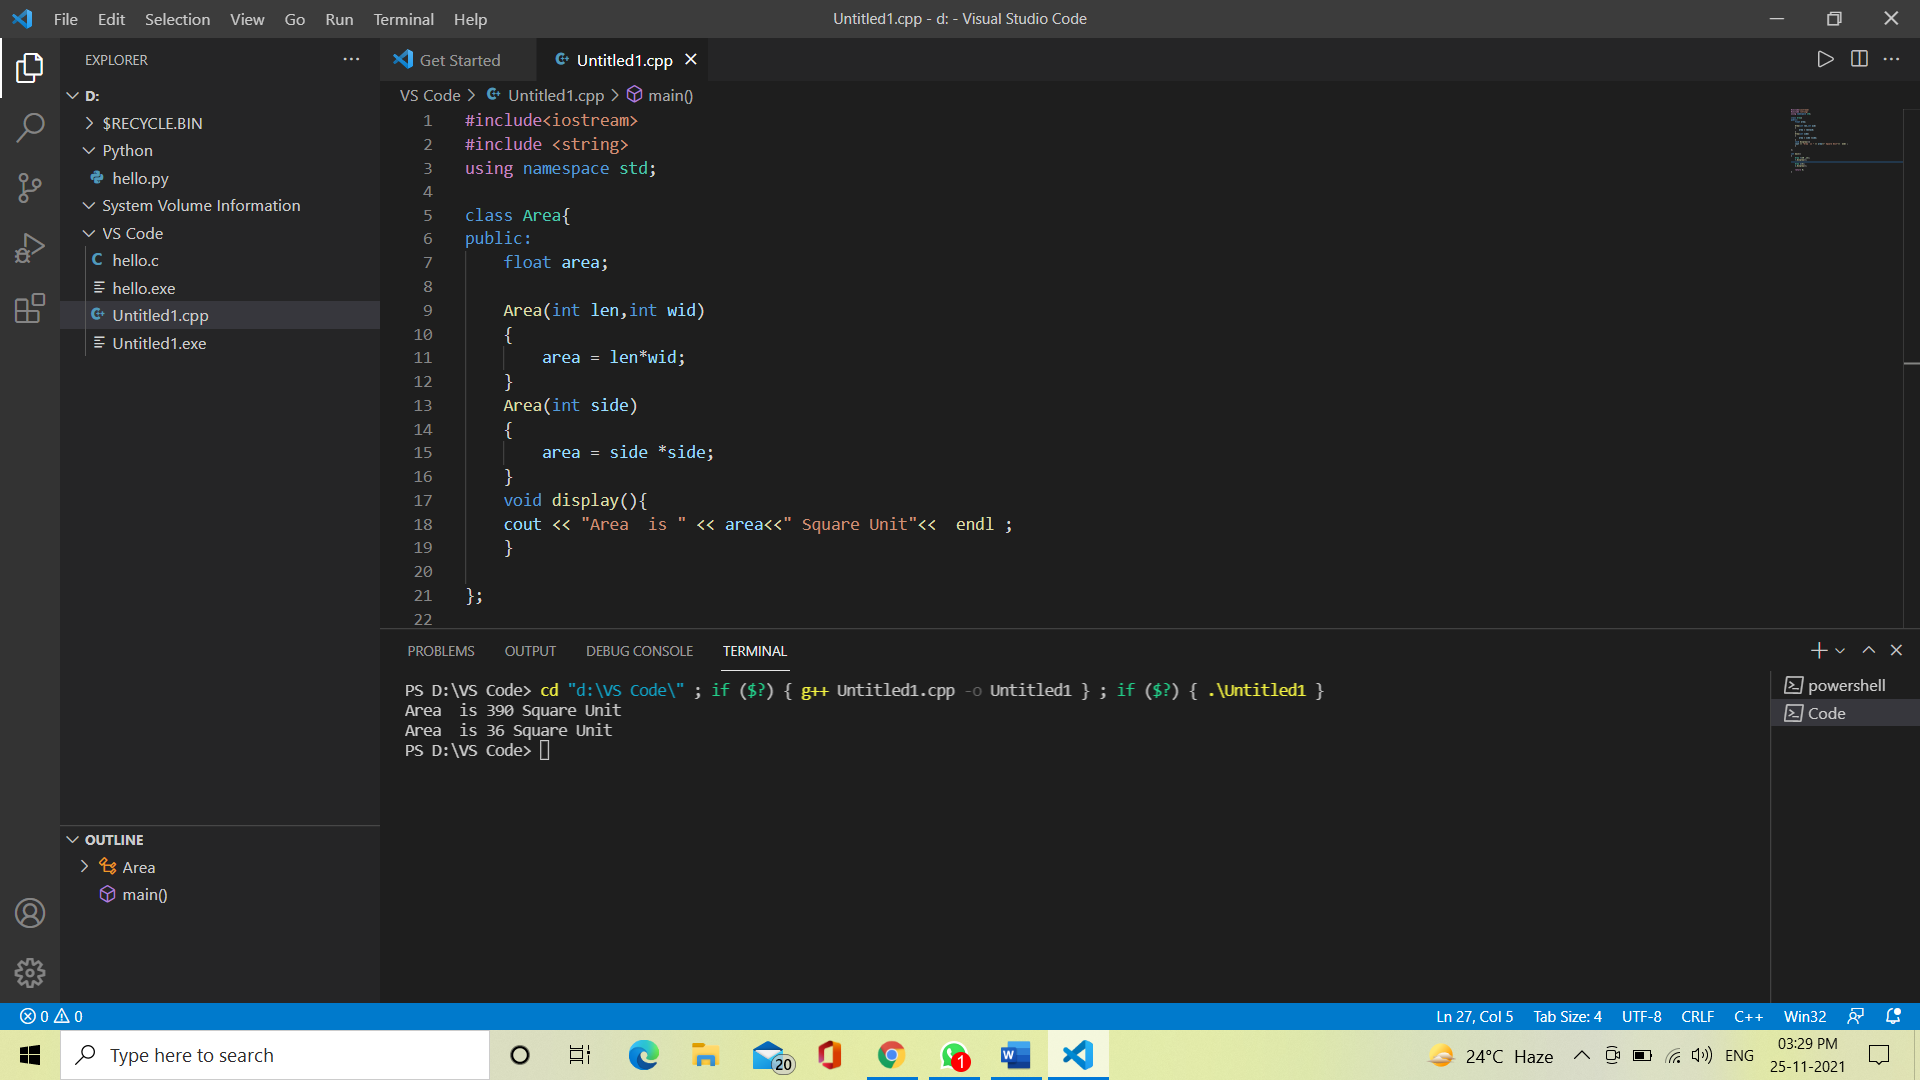 File Edit Selection View Go Run Terminal Help
Untitled1.cpp - d: - Visual Studio Code
EXPLORER
D:
$RECYCLE.BIN
Python
hello.py
System Volume Information
VS Code
hello.c
hello.exe
Untitled1.cpp
Untitled1.exe
OUTLINE
Area
main()
Get Started
Untitled1.cpp
VS Code > Untitled1.cpp > main()
1 #include<iostream>
2 #include <string>
3 using namespace std;
4
5 class Area{
6 public:
7     float area;
8
9     Area(int len,int wid)
10     {
11         area = len*wid;
12     }
13     Area(int side)
14     {
15         area = side *side;
16     }
17     void display(){
18     cout << "Area  is " << area<<" Square Unit"<<  endl ;
19     }
20
21 };
22
PROBLEMS OUTPUT DEBUG CONSOLE TERMINAL
PS D:\VS Code> cd "d:\VS Code\" ; if ($?) { g++ Untitled1.cpp -o Untitled1 } ; if ($?) { .\Untitled1 }
Area  is 390 Square Unit
Area  is 36 Square Unit
PS D:\VS Code>
powershell
Code
0 0
Ln 27, Col 5 Tab Size: 4 UTF-8 CRLF C++ Win32
Type here to search
20
1
24°C Haze
ENG
03:29 PM
25-11-2021